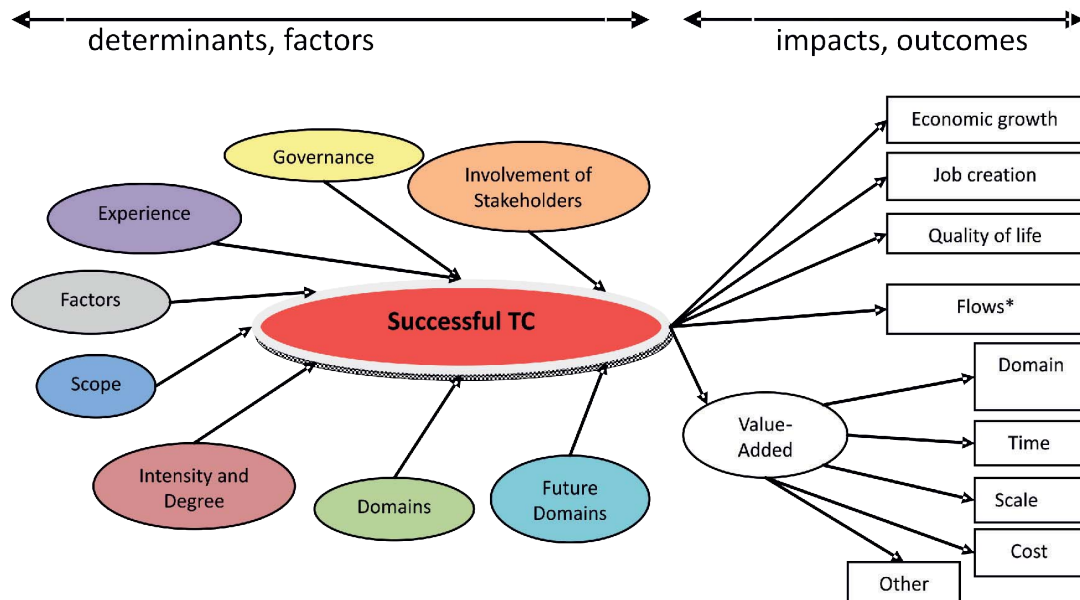 determinants, factors
impacts, outcomes
Governance
Involvement of
Stakeholders
Experience
Factors
Scope
Successful TC
Intensity and
Degree
Domains
Future
Domains
Economic growth
Job creation
Quality of life
Flows*
Value-
Added
Domain
Time
Scale
Cost
Other